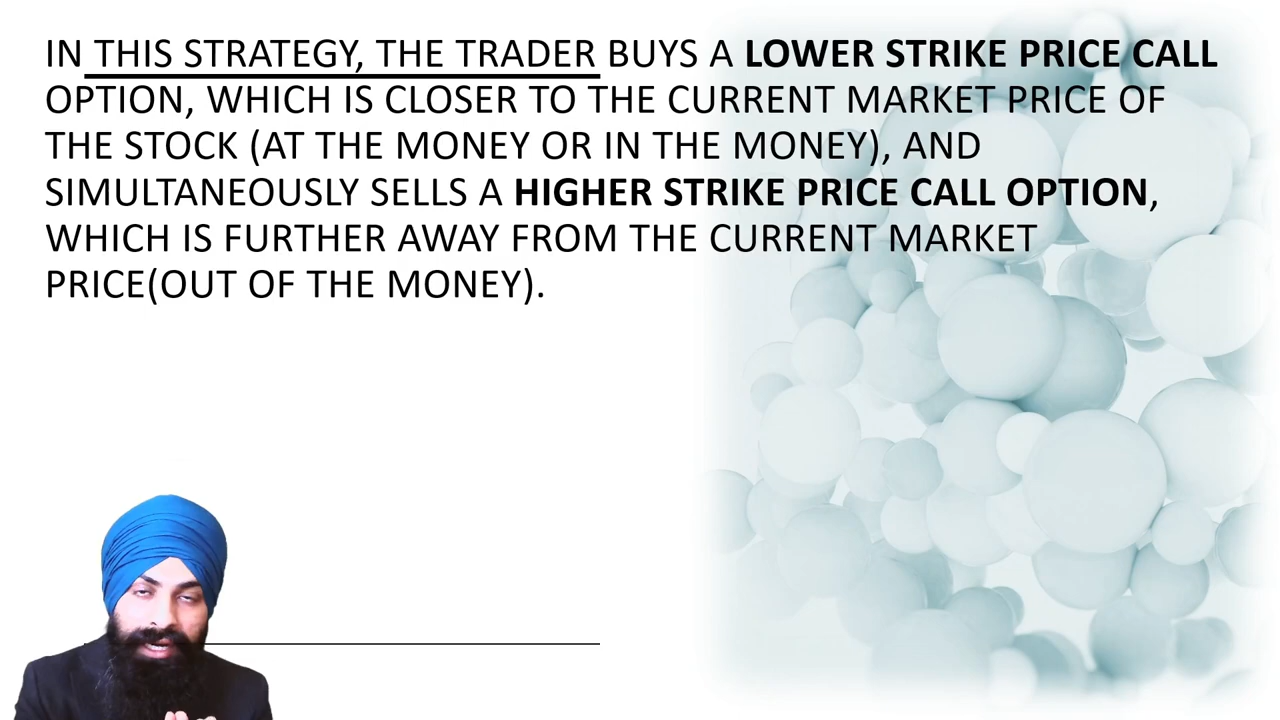 IN THIS STRATEGY, THE TRADER BUYS A LOWER STRIKE PRICE CALL
OPTION, WHICH IS CLOSER TO THE CURRENT MARKET PRICE OF
THE STOCK (AT THE MONEY OR IN THE MONEY), AND
SIMULTANEOUSLY SELLS A HIGHER STRIKE PRICE CALL OPTION,
WHICH IS FURTHER AWAY FROM THE CURRENT MARKET
PRICE(OUT OF THE MONEY).